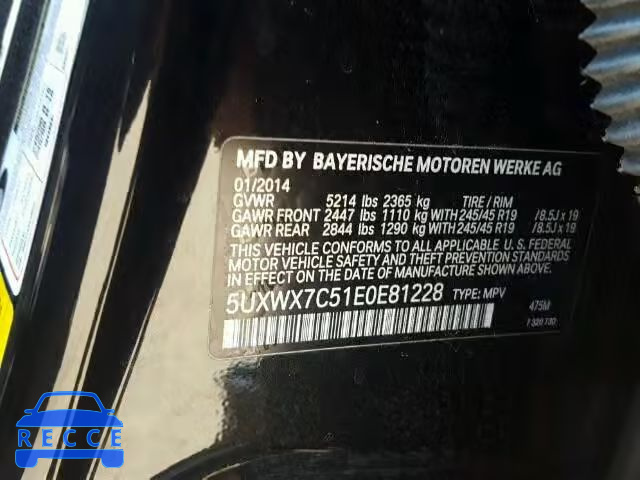 MFD BY BAYERISCHE MOTOREN WERKE AG
01/2014
GVWR 5214 lbs 2365 kg TIRE / RIM
GAWR FRONT 2447 lbs 1110 kg WITH 245/45 R19 /8.5J x 19
GAWR REAR 2844 lbs 1290 kg WITH 245/45 R19 /8.5J x 19
THIS VEHICLE CONFORMS TO ALL APPLICABLE U. S. FEDERAL
MOTOR VEHICLE SAFETY AND THEFT PREVENTION STANDARDS
IN EFFECT ON THE DATE OF MANUFACTURE SHOWN ABOVE.
5UXWX7C51E0E81228 TYPE: MPV
475M
7 320 730
RECCE